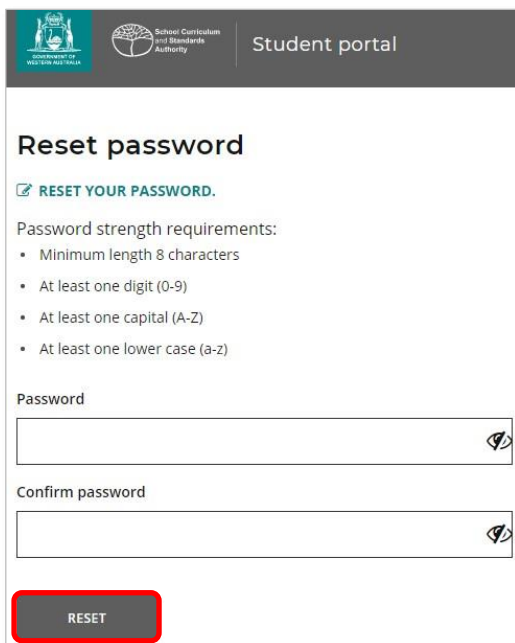 GOVERNMENT OF
WESTERN AUSTRALIA
School Curriculum
and Standards
Authority
Student portal
Reset password
RESET YOUR PASSWORD.
Password strength requirements:
▪ Minimum length 8 characters
▪ At least one digit (0-9)
▪ At least one capital (A-Z)
▪ At least one lower case (a-z)
Password
Confirm password
RESET